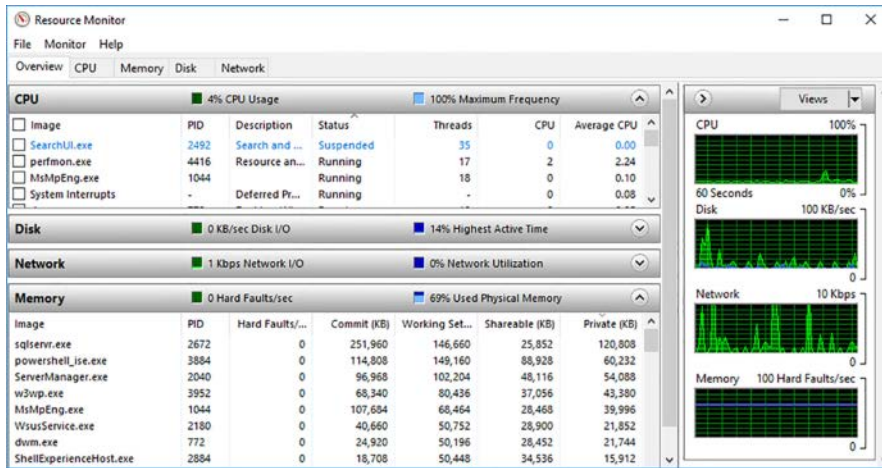 Resource Monitor
File Monitor Help
Overview CPU Memory Disk Network
CPU 4% CPU Usage 100% Maximum Frequency
Image PID Description Status Threads CPU Average CPU
SearchUI.exe 2492 Search and ... Suspended 35 0 0.00
perfmon.exe 4416 Resource an... Running 17 2 2.24
MsMpEng.exe 1044 Running 18 0 0.10
System Interrupts - Deferred Pr... Running - 0 0.08
Disk 0 KB/sec Disk I/O 14% Highest Active Time
Network 1 Kbps Network I/O 0% Network Utilization
Memory 0 Hard Faults/sec 69% Used Physical Memory
Image PID Hard Faults/... Commit (KB) Working Set... Shareable (KB) Private (KB)
sqlservr.exe 2672 0 251,960 146,660 25,852 120,808
powershell_ise.exe 3884 0 114,808 149,160 88,928 60,232
ServerManager.exe 2040 0 96,968 102,204 48,116 54,088
w3wp.exe 3952 0 68,340 80,436 37,056 43,380
MsMpEng.exe 1044 0 107,684 68,464 28,468 39,996
WsusService.exe 2180 0 40,660 50,752 28,900 21,852
dwm.exe 772 0 24,920 50,196 28,452 21,744
ShellExperienceHost.exe 2884 0 18,708 50,448 34,536 15,912
Views
CPU 100%
60 Seconds 0%
Disk 100 KB/sec
0
Network 10 Kbps
0
Memory 100 Hard Faults/sec
0